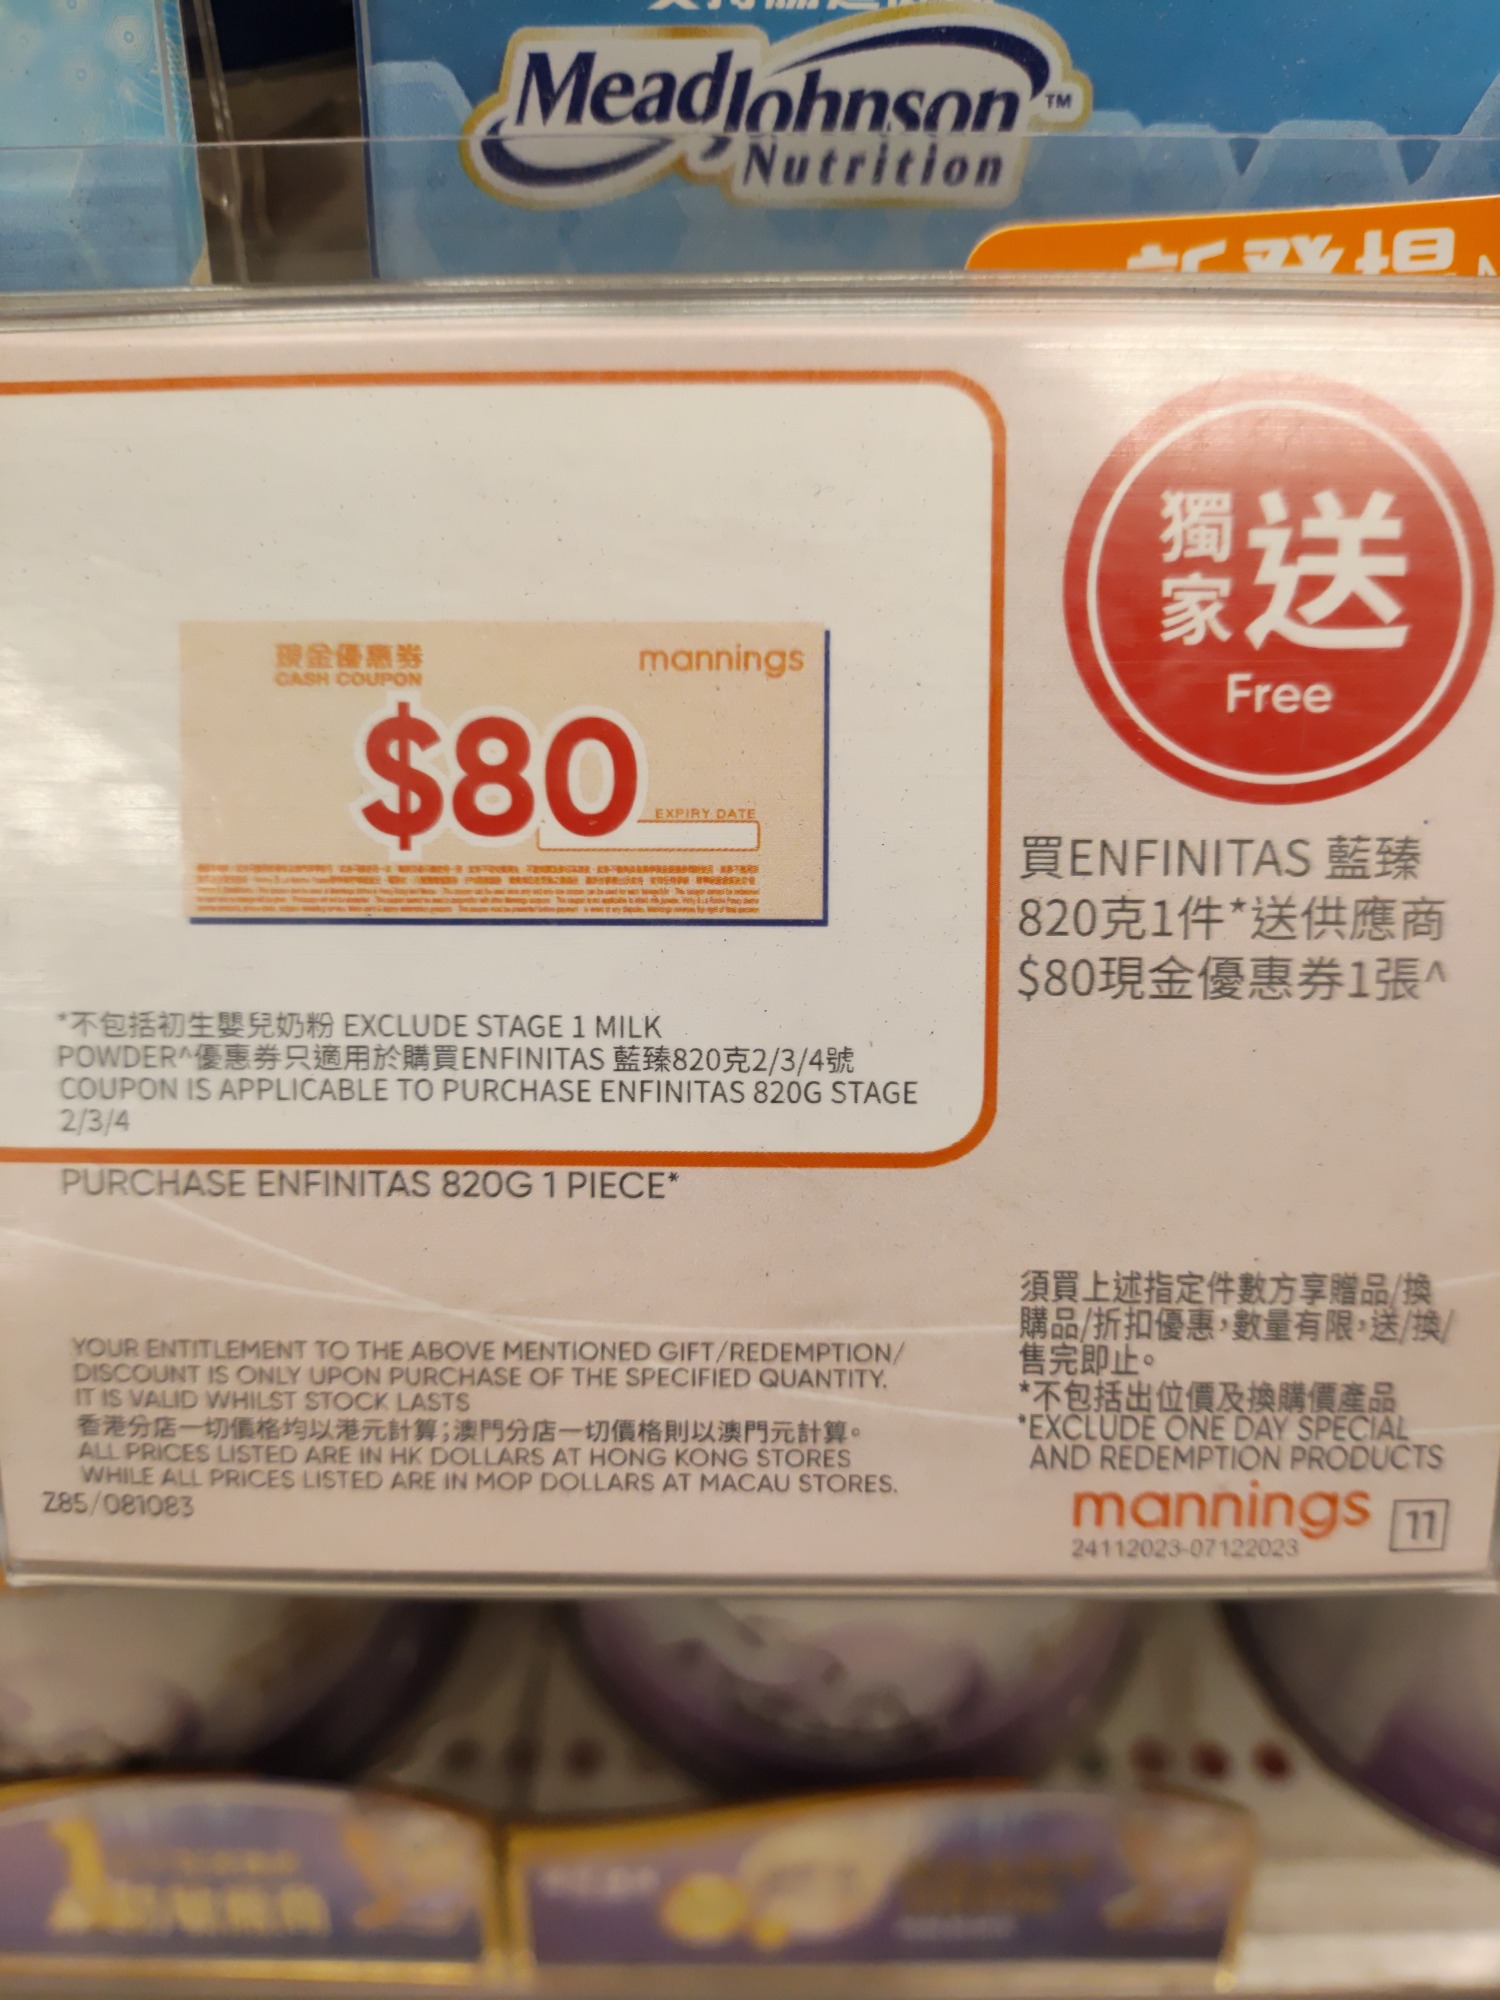 MeadJohnson™
Nutrition
新登場
獨家
送
Free
現金優惠券
CASH COUPON
mannings
$80
EXPIRY DATE
買ENFINITAS 藍臻
820克1件*送供應商
$80現金優惠券1張^
*不包括初生嬰兒奶粉 EXCLUDE STAGE 1 MILK
POWDER^優惠券只適用於購買ENFINITAS 藍臻820克2/3/4號
COUPON IS APPLICABLE TO PURCHASE ENFINITAS 820G STAGE
2/3/4
PURCHASE ENFINITAS 820G 1 PIECE*
YOUR ENTITLEMENT TO THE ABOVE MENTIONED GIFT/REDEMPTION/
DISCOUNT IS ONLY UPON PURCHASE OF THE SPECIFIED QUANTITY.
IT IS VALID WHILST STOCK LASTS
香港分店一切價格均以港元計算;澳門分店一切價格則以澳門元計算。
ALL PRICES LISTED ARE IN HK DOLLARS AT HONG KONG STORES
WHILE ALL PRICES LISTED ARE IN MOP DOLLARS AT MACAU STORES.
Z85/081083
須買上述指定件數方享贈品/換
購品/折扣優惠,數量有限,送/換/
售完即止。
*不包括出位價及換購價產品
*EXCLUDE ONE DAY SPECIAL
AND REDEMPTION PRODUCTS
mannings 11
24112023-07122023